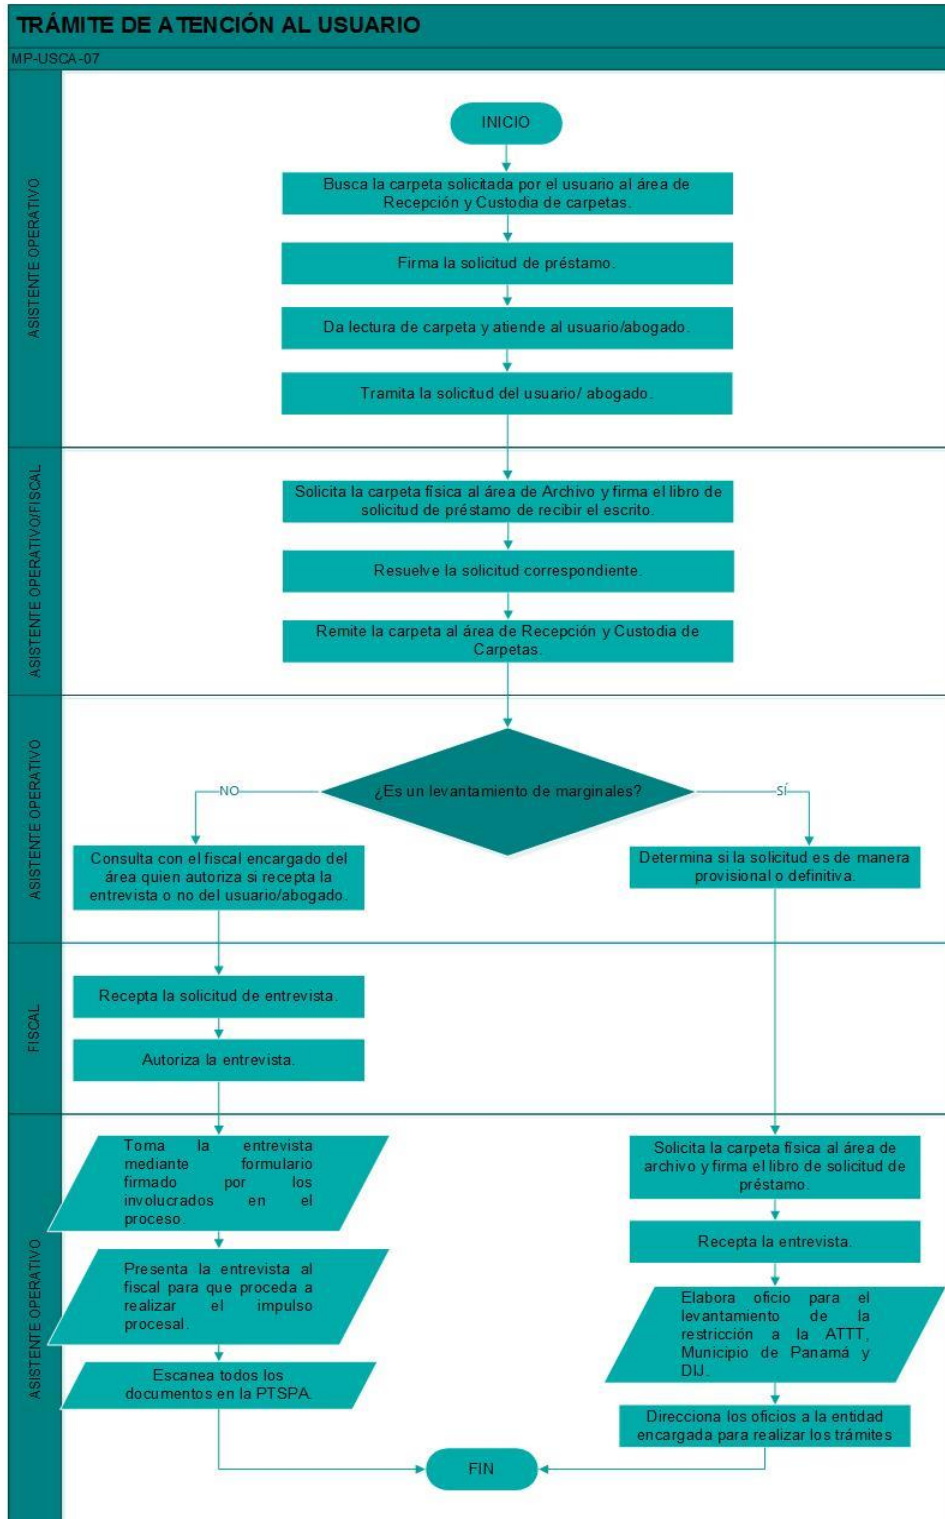 TRÁMITE DE ATENCIÓN AL USUARIO
MP-USCA-07
ASISTENTE OPERATIVO
INICIO
Busca la carpeta solicitada por el usuario al área de
Recepción y Custodia de carpetas.
Firma la solicitud de préstamo.
Da lectura de carpeta y atiende al usuario/abogado.
Tramita la solicitud del usuario/ abogado.
ASISTENTE OPERATIVO/FISCAL
Solicita la carpeta física al área de Archivo y firma el libro de
solicitud de préstamo de recibir el escrito.
Resuelve la solicitud correspondiente.
Remite la carpeta al área de Recepción y Custodia de
Carpetas.
ASISTENTE OPERATIVO
¿Es un levantamiento de marginales?
NO
SÍ
Consulta con el fiscal encargado del
área quien autoriza si recepta la
entrevista o no del usuario/abogado.
Determina si la solicitud es de manera
provisional o definitiva.
FISCAL
Recepta la solicitud de entrevista.
Autoriza la entrevista.
ASISTENTE OPERATIVO
Toma la entrevista
mediante formulario
firmado por los
involucrados en el
proceso.
Presenta la entrevista al
fiscal para que proceda a
realizar el impulso
procesal.
Escanea todos los
documentos en la PTSPA.
Solicita la carpeta física al área de
archivo y firma el libro de solicitud de
préstamo.
Recepta la entrevista.
Elabora oficio para el
levantamiento de la
restricción a la ATTT,
Municipio de Panamá y
DIJ.
Direcciona los oficios a la entidad
encargada para realizar los trámites
FIN